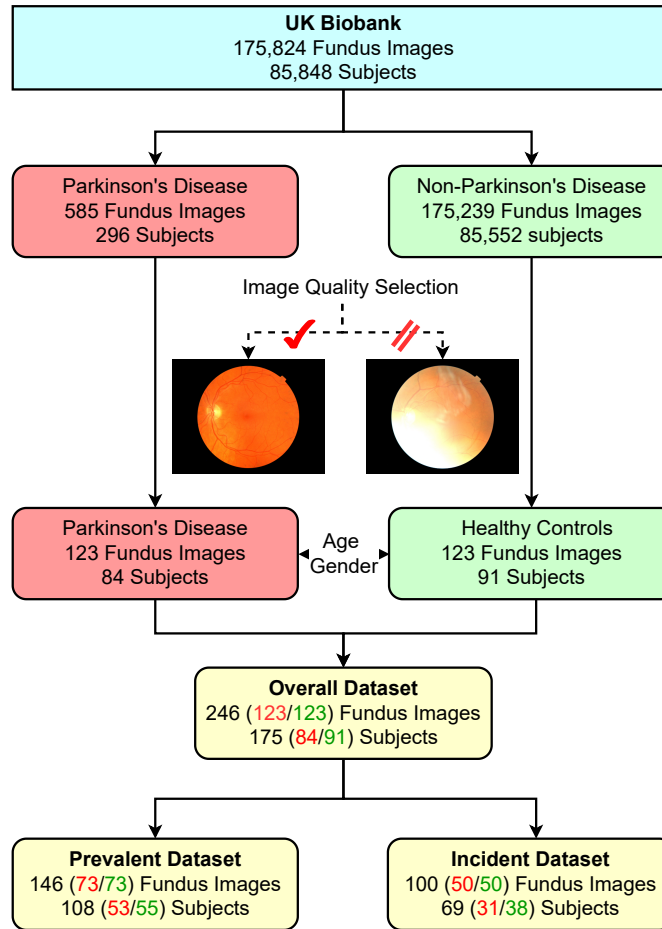 UK Biobank
175,824 Fundus Images
85,848 Subjects
Parkinson's Disease
585 Fundus Images
296 Subjects
Non-Parkinson's Disease
175,239 Fundus Images
85,552 subjects
Image Quality Selection
Parkinson's Disease
123 Fundus Images
84 Subjects
Age
Gender
Healthy Controls
123 Fundus Images
91 Subjects
Overall Dataset
246 (123/123) Fundus Images
175 (84/91) Subjects
Prevalent Dataset
146 (73/73) Fundus Images
108 (53/55) Subjects
Incident Dataset
100 (50/50) Fundus Images
69 (31/38) Subjects